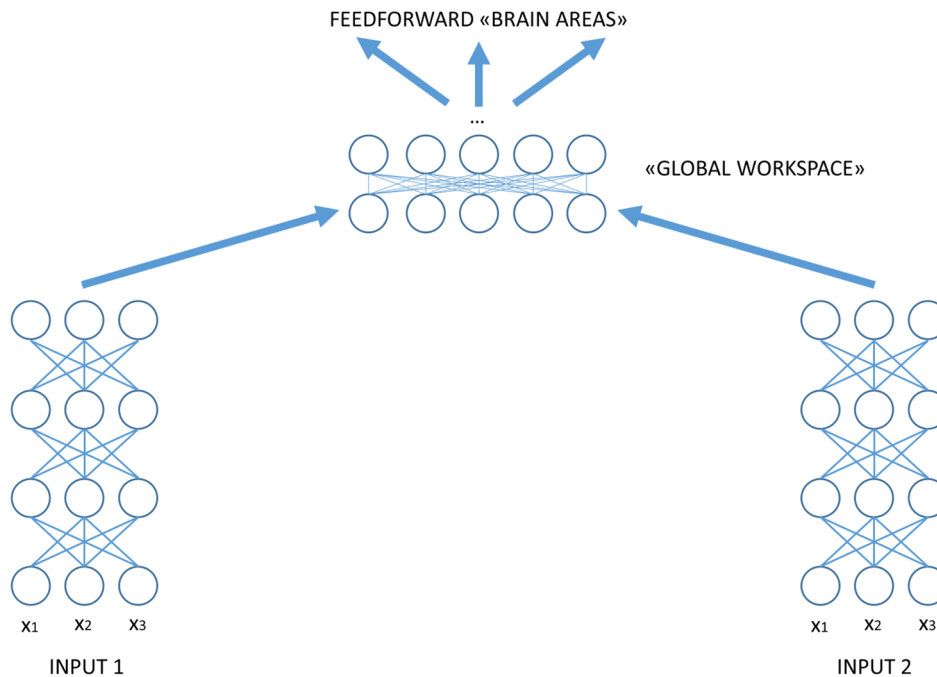 FEEDFORWARD «BRAIN AREAS»
...
«GLOBAL WORKSPACE»
x1 x2 x3 x1 x2 x3
INPUT 1 INPUT 2